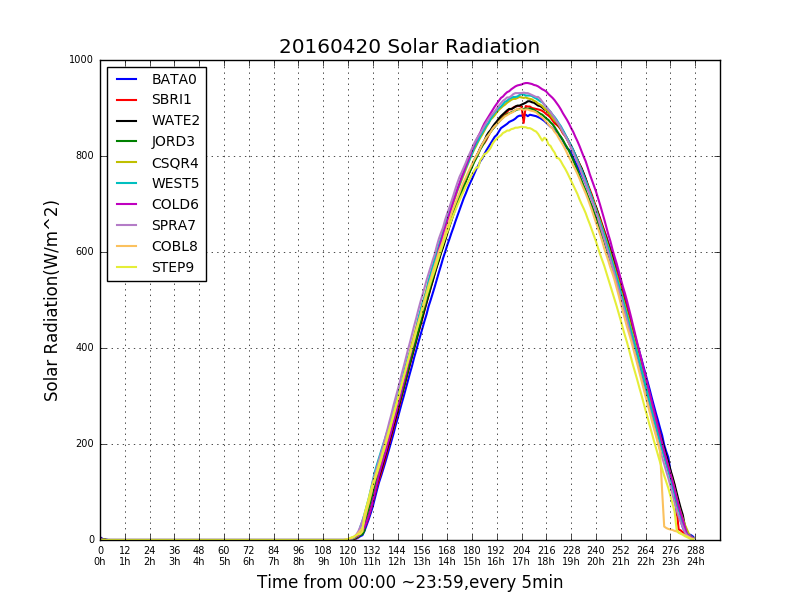 20160420 Solar Radiation
1000
800
600
400
200
0
Solar Radiation(W/m^2)
BATA0
SBRI1
WATE2
JORD3
CSQR4
WEST5
COLD6
SPRA7
COBL8
STEP9
0 12 24 36 48 60 72 84 96 108 120 132 144 156 168 180 192 204 216 228 240 252 264 276 288
0h 1h 2h 3h 4h 5h 6h 7h 8h 9h 10h 11h 12h 13h 14h 15h 16h 17h 18h 19h 20h 21h 22h 23h 24h
Time from 00:00 ~23:59,every 5min